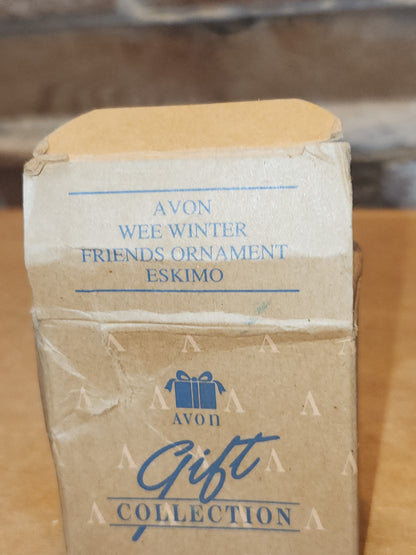 AVON
WEE WINTER
FRIENDS ORNAMENT
ESKIMO
AVON
Gift
COLLECTION